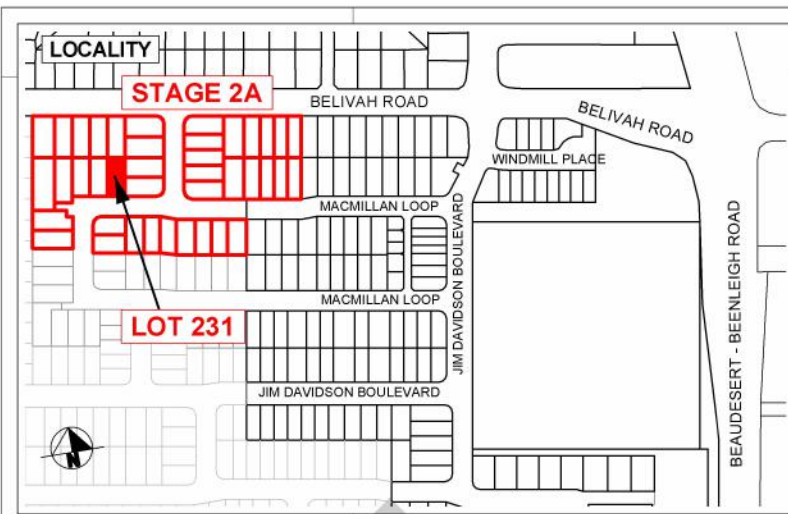 LOCALITY
STAGE 2A
BELIVAH ROAD
BELIVAH ROAD
WINDMILL PLACE
MACMILLAN LOOP
JIM DAVIDSON BOULEVARD
BEAUDESERT - BEENLEIGH ROAD
MACMILLAN LOOP
LOT 231
JIM DAVIDSON BOULEVARD
N